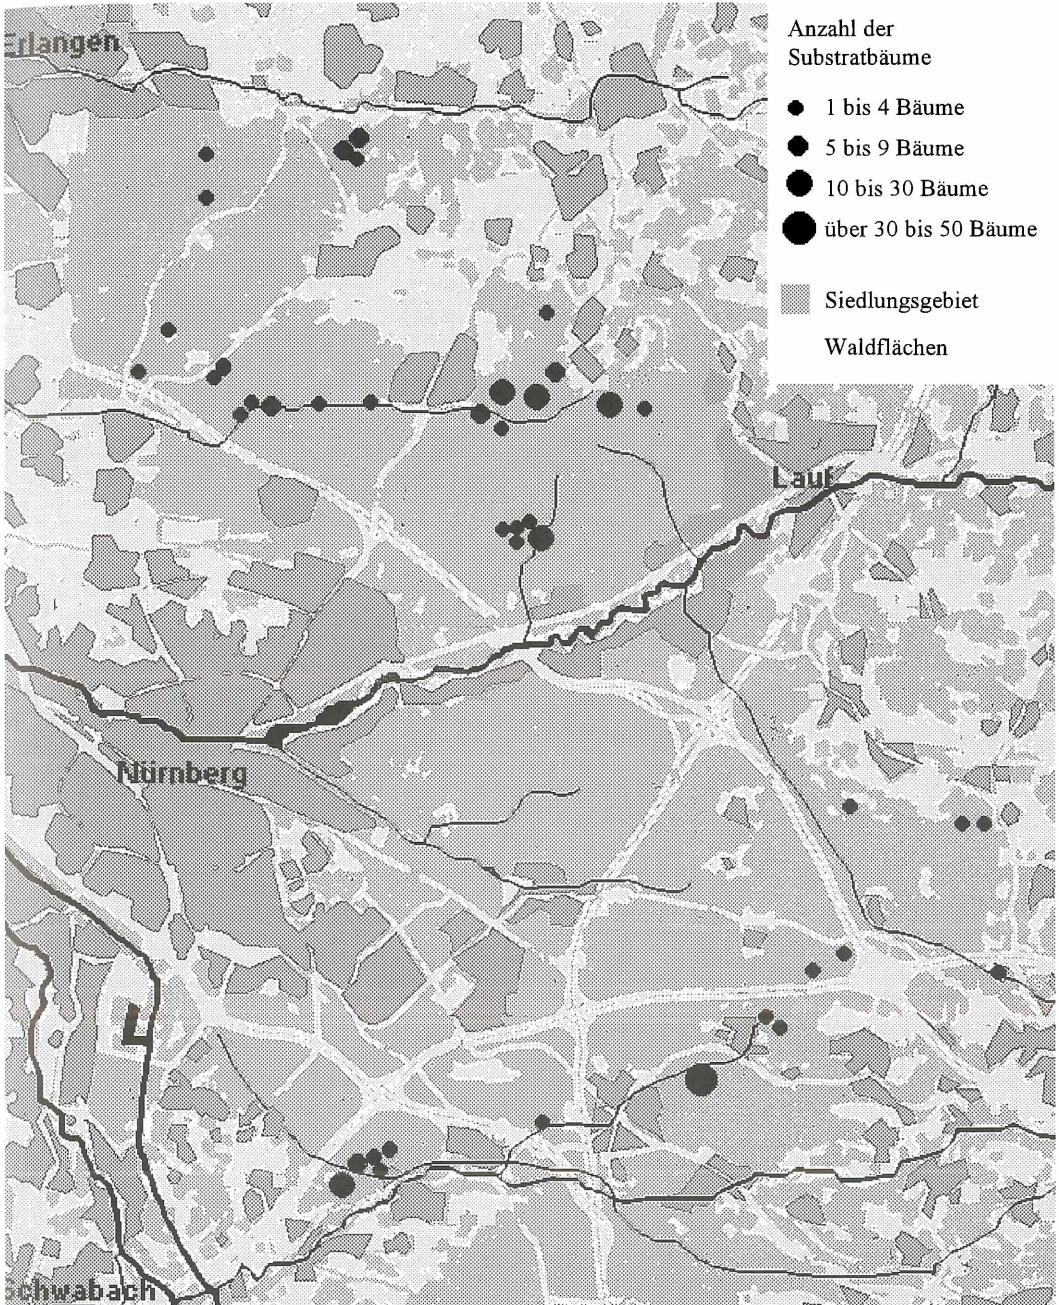 Erlangen
Anzahl der
Substratbäume
1 bis 4 Bäume
5 bis 9 Bäume
10 bis 30 Bäume
über 30 bis 50 Bäume
Siedlungsgebiet
Waldflächen
Lauf
Nürnberg
Schwabach